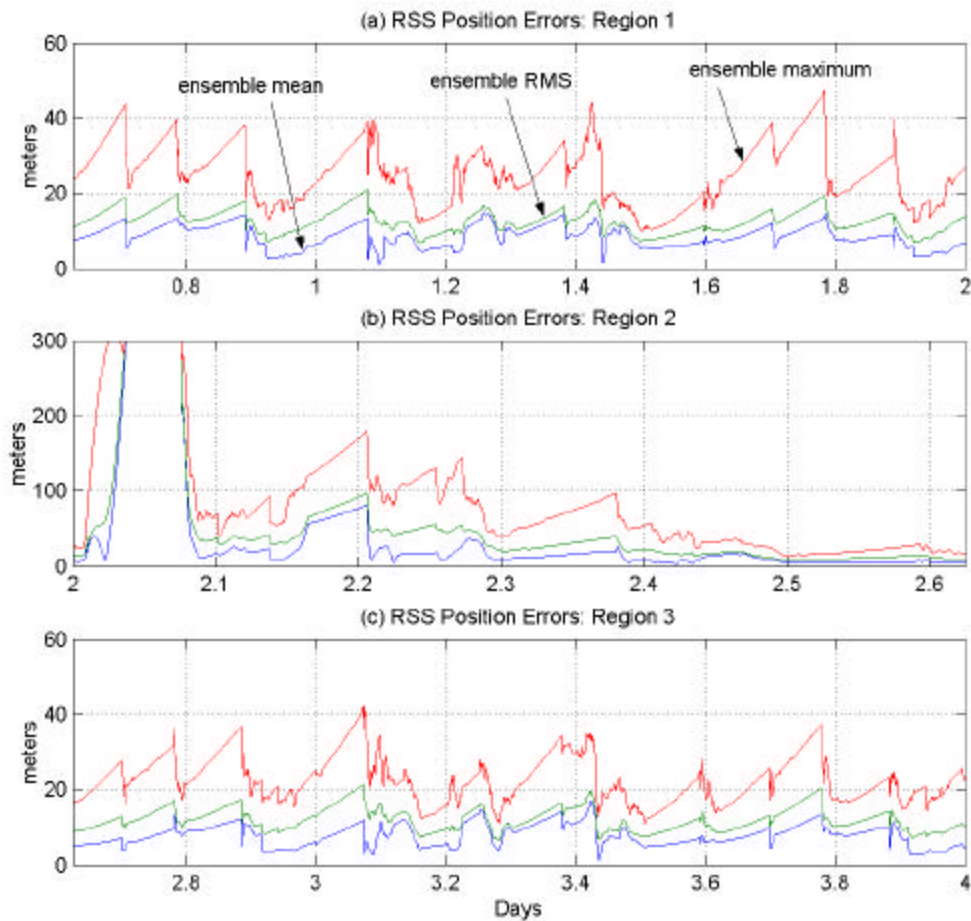 (a) RSS Position Errors: Region 1
60
40
20
0
meters
ensemble mean
ensemble RMS
ensemble maximum
0.8 1 1.2 1.4 1.6 1.8 2
(b) RSS Position Errors: Region 2
300
200
100
0
meters
2 2.1 2.2 2.3 2.4 2.5 2.6
(c) RSS Position Errors: Region 3
60
40
20
0
meters
2.8 3 3.2 3.4 3.6 3.8 4
Days